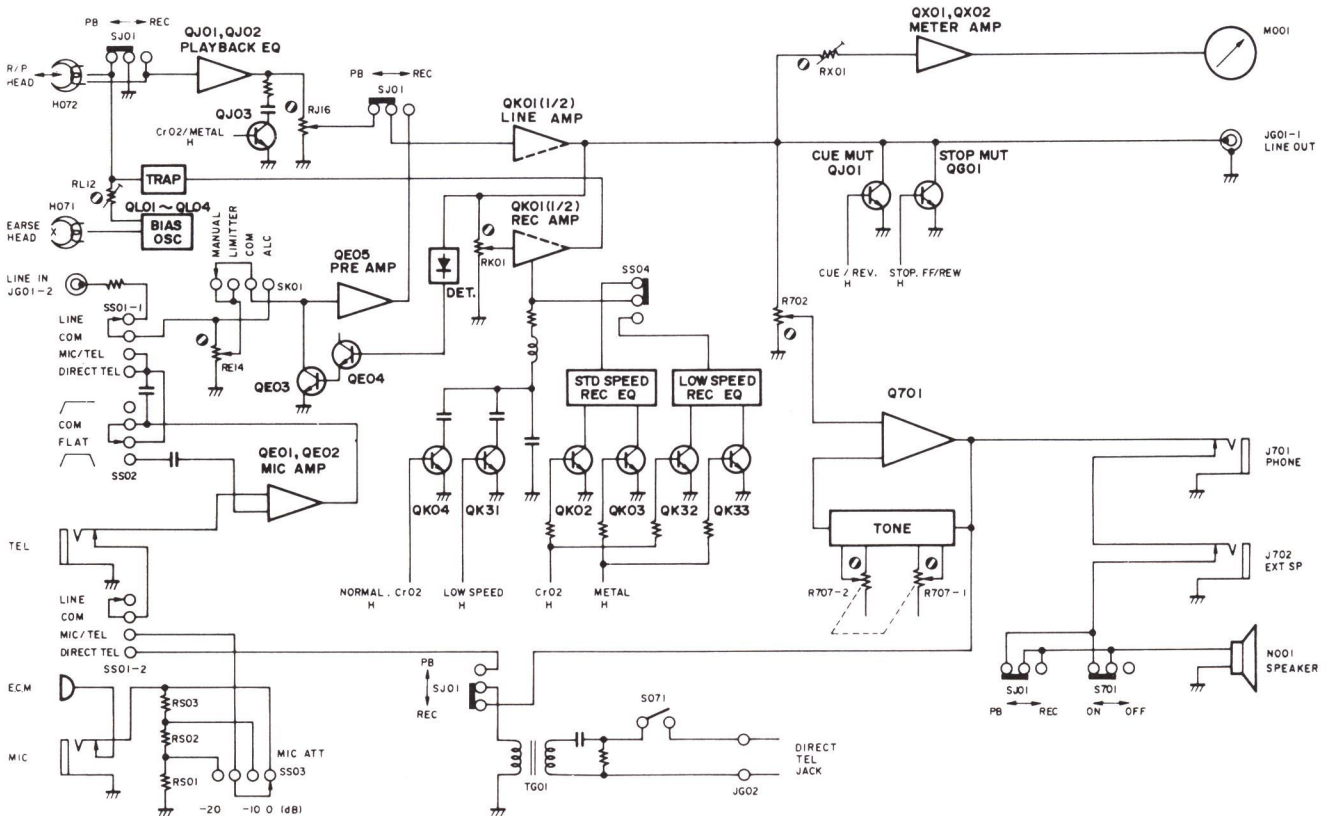 PB REC
SJ01
QJ01, QJ02
PLAYBACK EQ
R/P
HEAD
H072
QJ03
CrO2/METAL
H
RJ16
PB REC
SJ01
QK01(1/2)
LINE AMP
QX01, QX02
METER AMP
RX01
M001
JG01-1
LINE OUT
CUE MUT
QJ01
STOP MUT
QG01
CUE / REV.
H
STOP. FF/REW
H
TRAP
RL12
QL01~QL04
BIAS
OSC
H071
EARSE
HEAD
MANUAL
LIMITTER
COM
ALC
SK01
QE05
PRE AMP
DET.
RK01
QK01(1/2)
REC AMP
SS04
R702
LINE IN
JG01-2
SS01-1
LINE
COM
MIC/TEL
DIRECT TEL
RE14
QE03
QE04
COM
FLAT
SS02
QE01, QE02
MIC AMP
STD SPEED
REC EQ
LOW SPEED
REC EQ
QK04
QK31
QK02
QK03
QK32
QK33
NORMAL. CrO2
H
LOW SPEED
H
CrO2
H
METAL
H
Q701
TONE
R707-2
R707-1
J701
PHONE
J702
EXT SP
N001
SPEAKER
SJ01
PB REC
S701
ON OFF
TEL
LINE
COM
MIC/TEL
DIRECT TEL
SS01-2
E.C.M
MIC
RS03
RS02
RS01
MIC ATT
SS03
-20 -10 0 (dB)
PB
SJ01
REC
TG01
S071
DIRECT
TEL
JACK
JG02